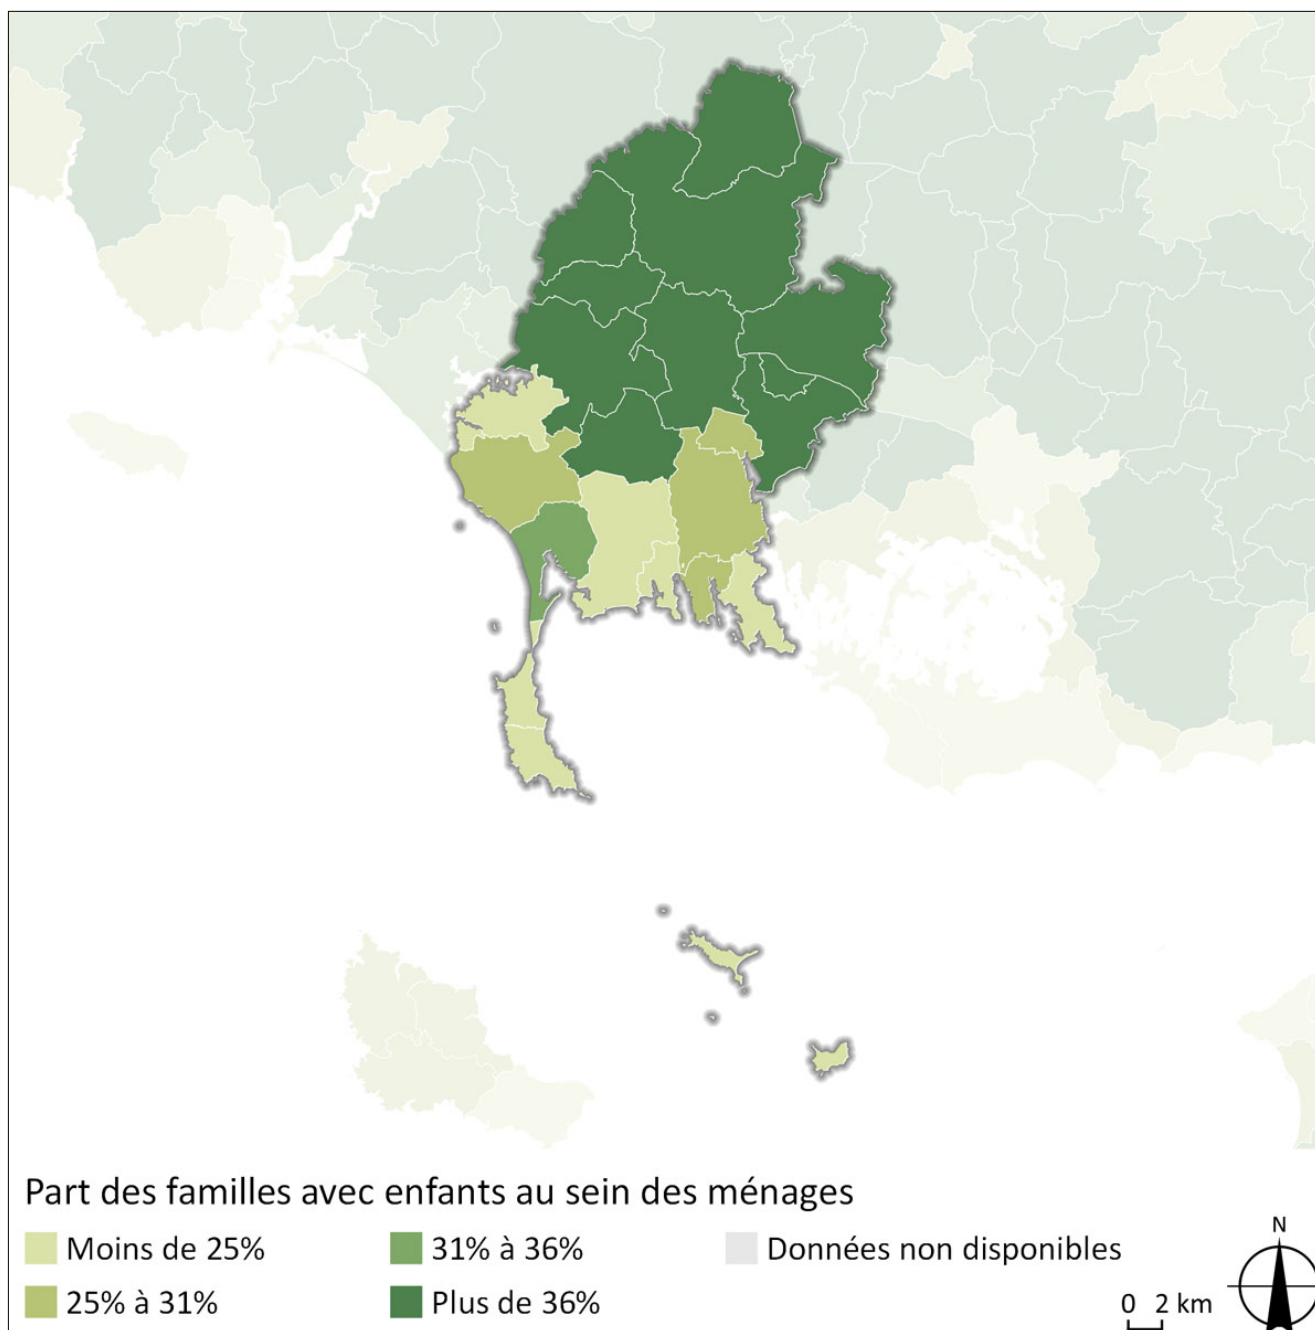 Part des familles avec enfants au sein des ménages
Moins de 25% 31% à 36% Données non disponibles
25% à 31% Plus de 36%
0 2 km
N